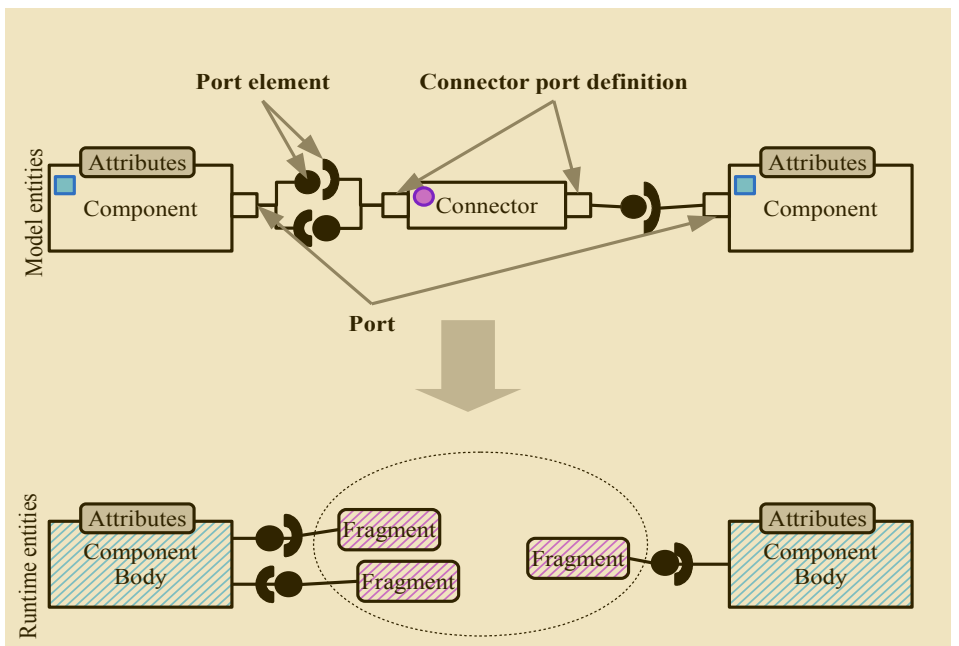 Port element
Connector port definition
Model entities
Attributes
Component
Connector
Attributes
Component
Port
Runtime entities
Attributes
Component
Body
Fragment
Fragment
Fragment
Attributes
Component
Body